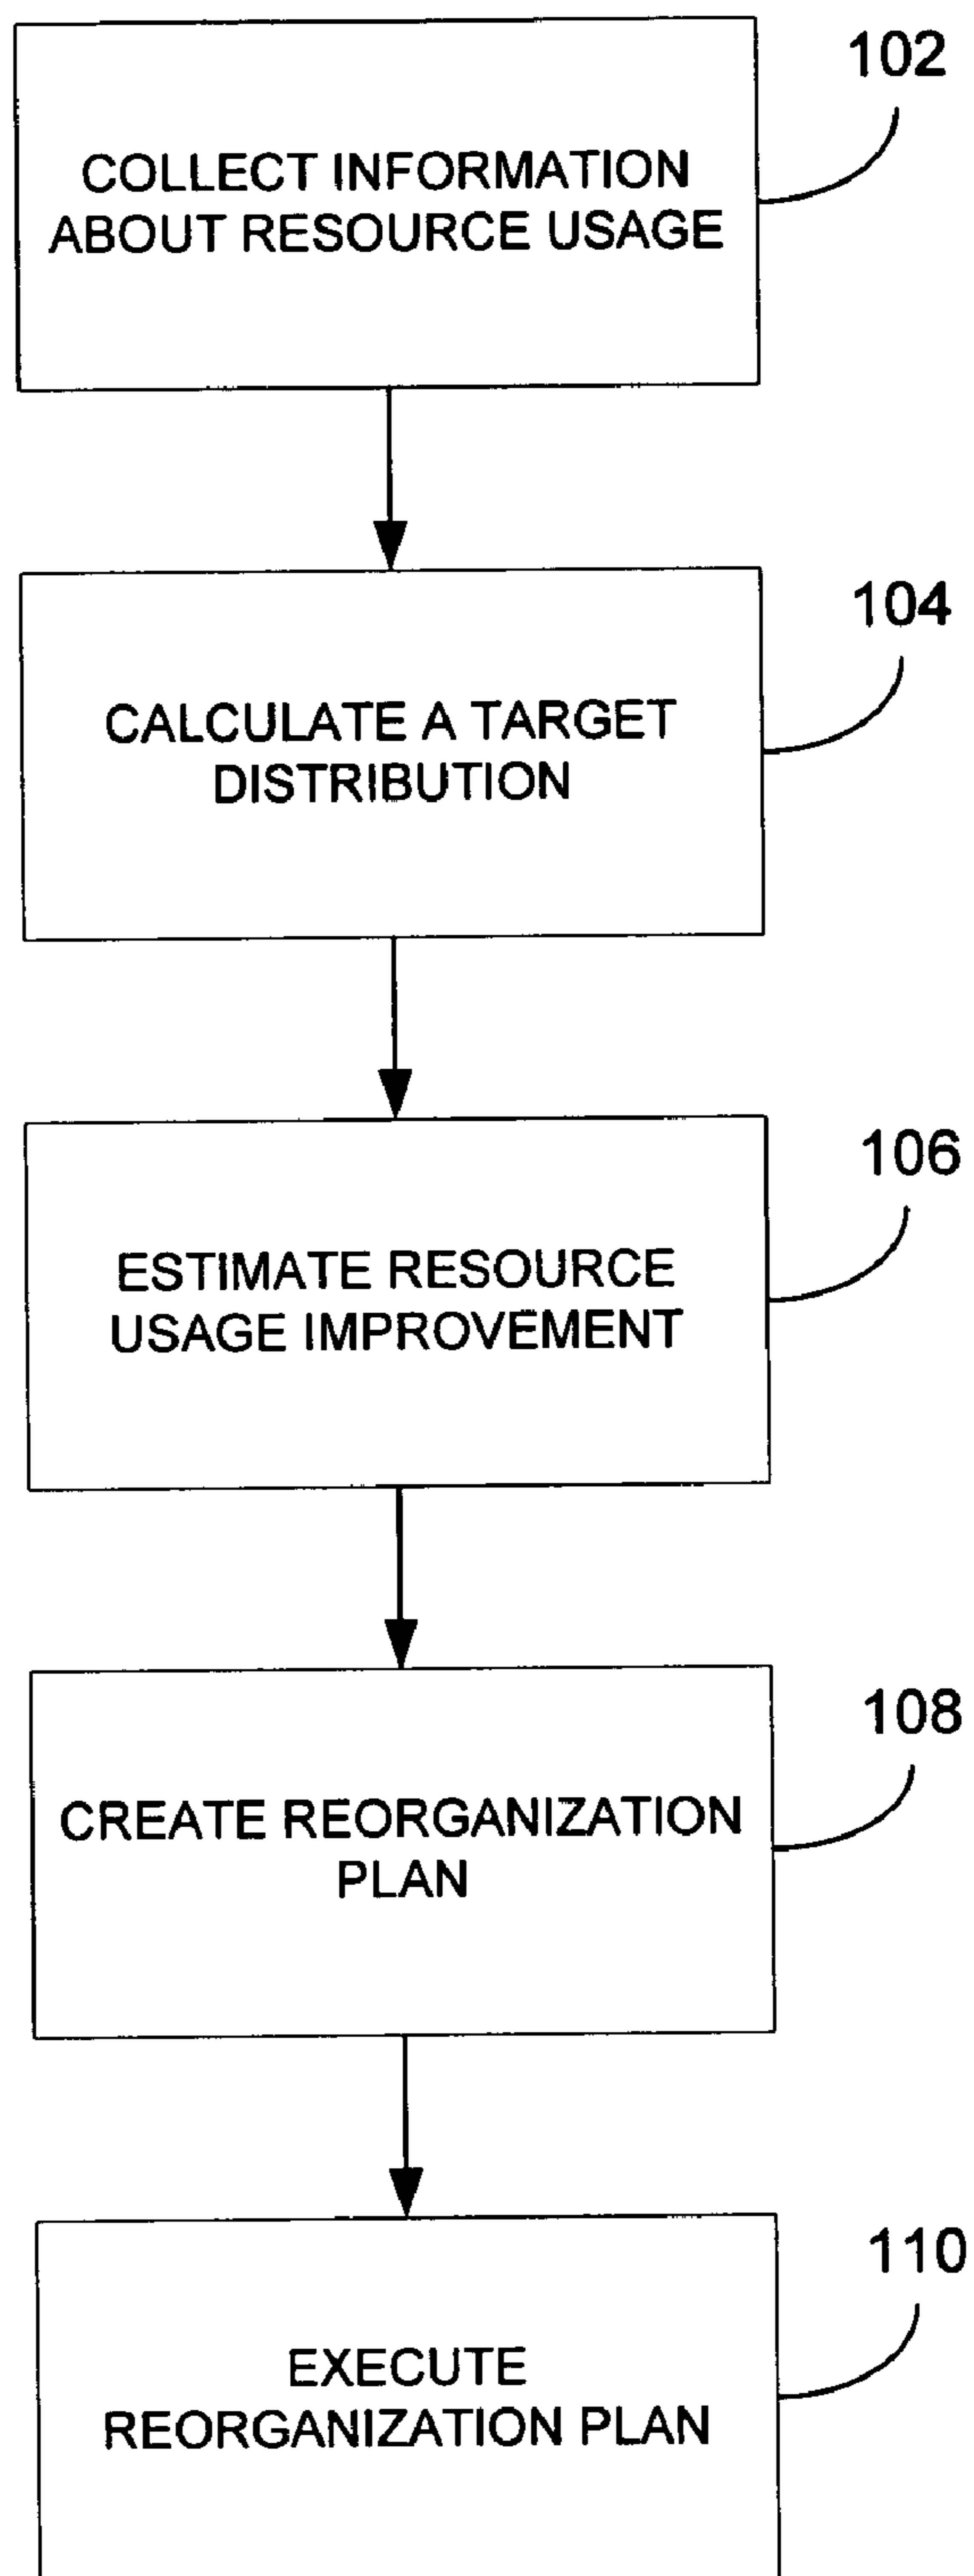 102
COLLECT INFORMATION
ABOUT RESOURCE USAGE
104
CALCULATE A TARGET
DISTRIBUTION
106
ESTIMATE RESOURCE
USAGE IMPROVEMENT
108
CREATE REORGANIZATION
PLAN
110
EXECUTE
REORGANIZATION PLAN